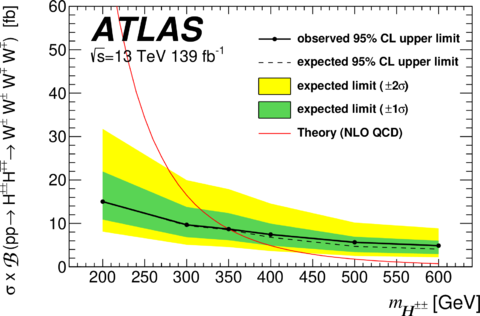 ATLAS
√s=13 TeV 139 fb⁻¹
observed 95% CL upper limit
expected 95% CL upper limit
expected limit (±2σ)
expected limit (±1σ)
Theory (NLO QCD)
σ x ℬ(pp→ H±±H∓∓→ W±W±W∓W∓) [fb]
60
50
40
30
20
10
0
200 250 300 350 400 450 500 550 600
m_H±± [GeV]